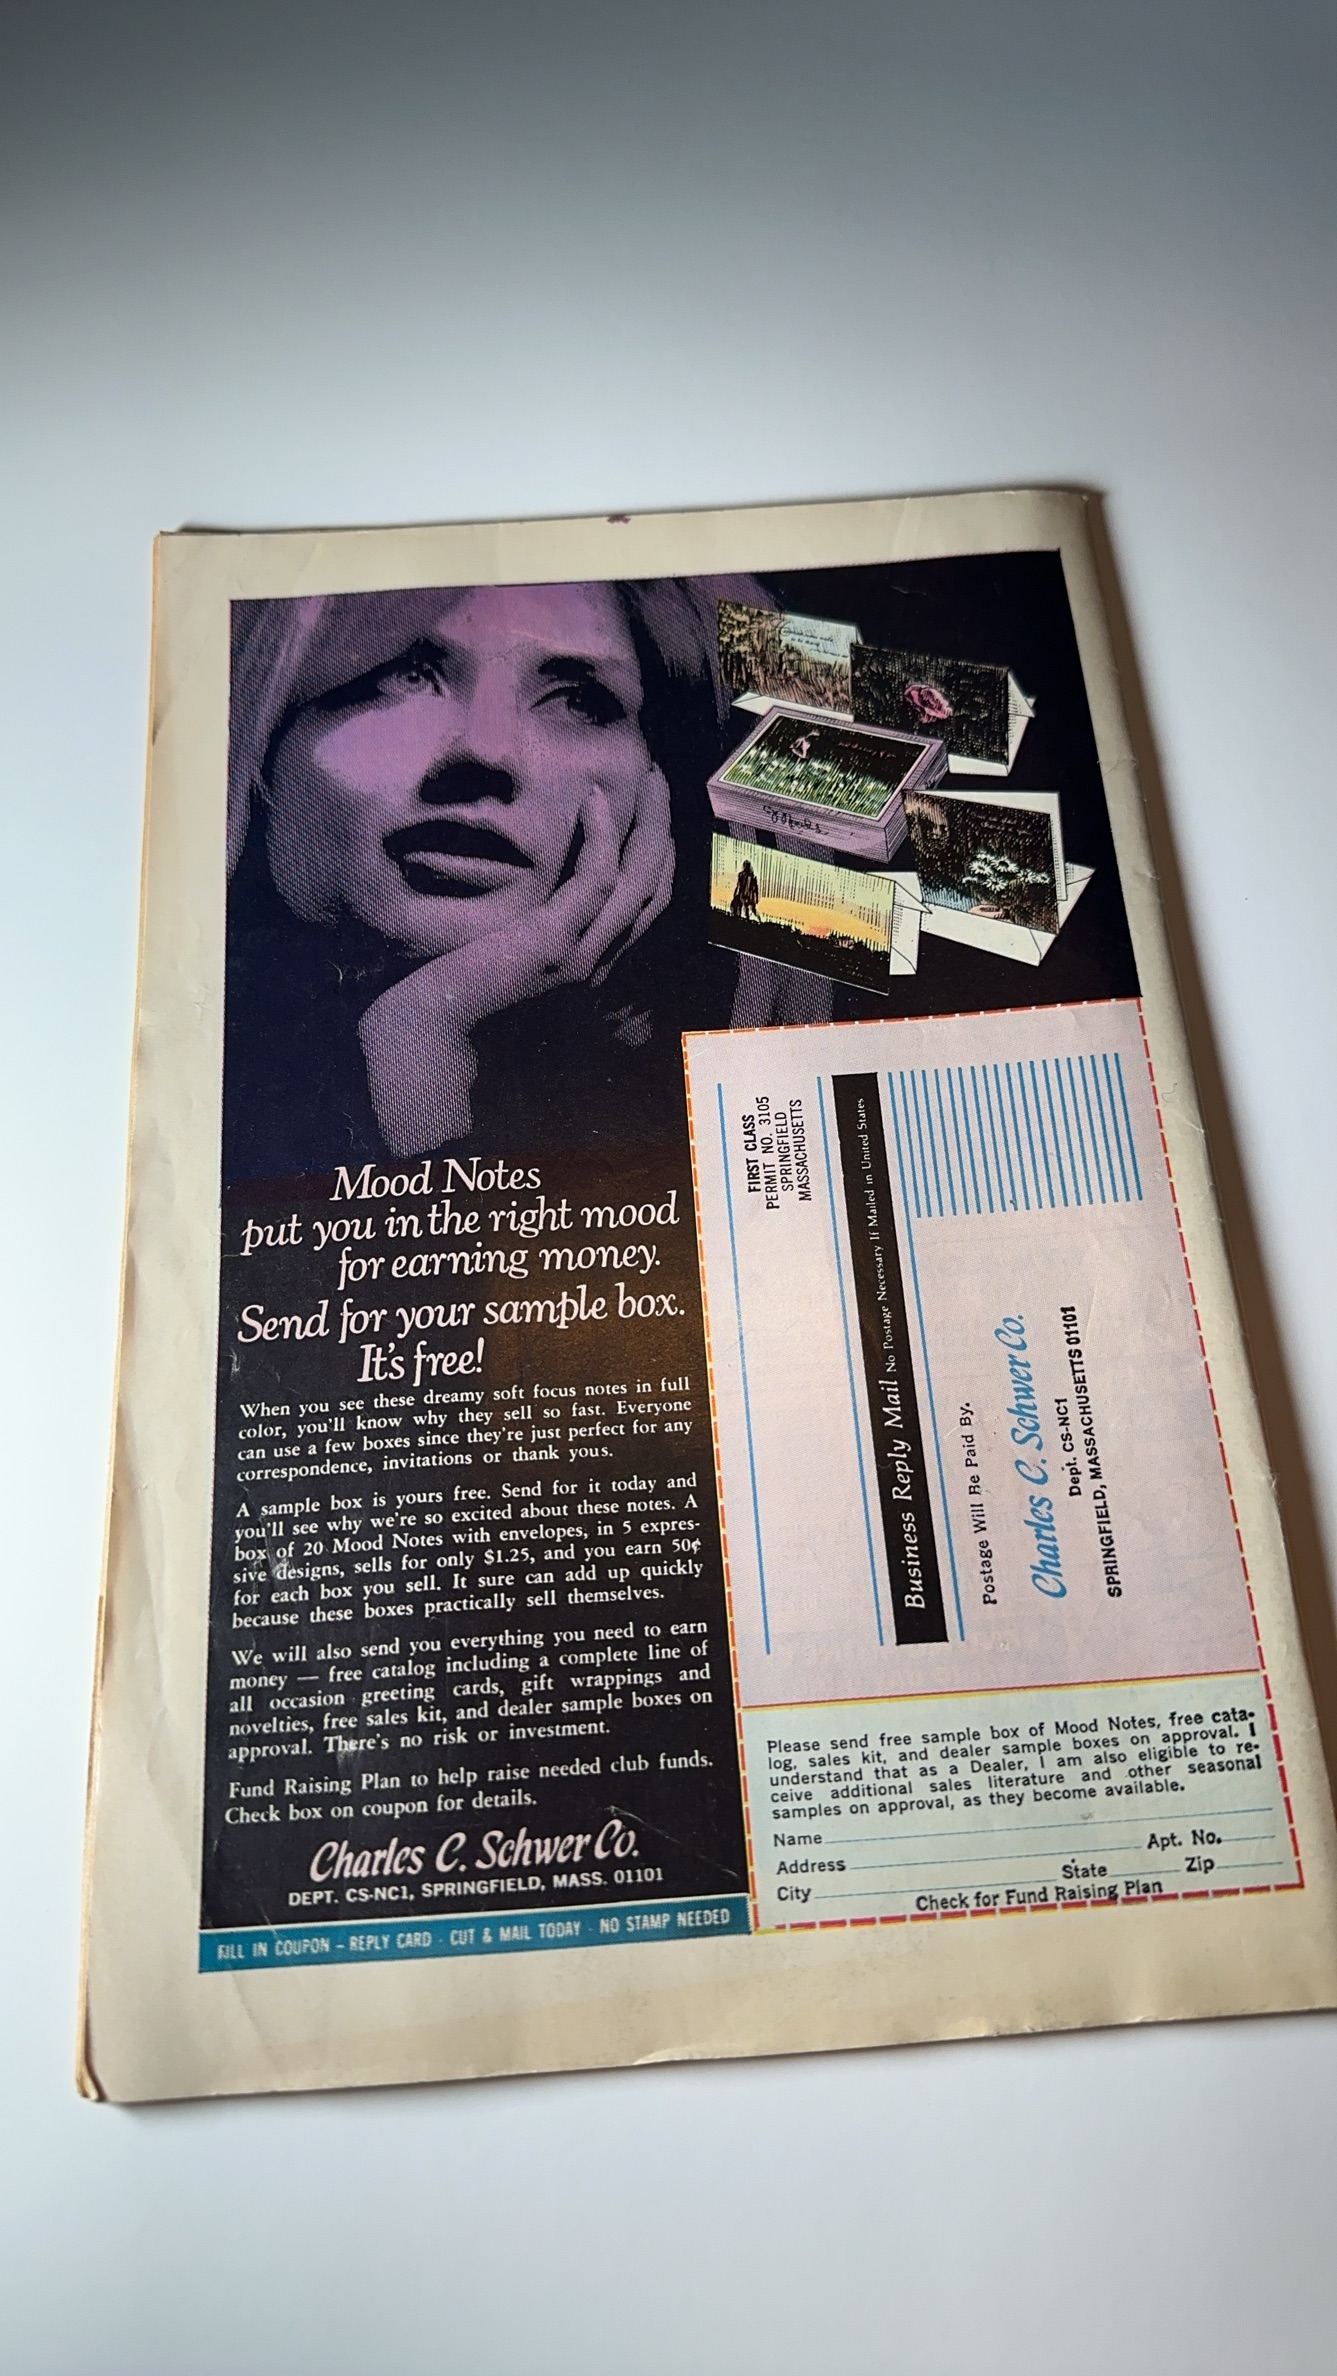 Mood Notes
put you in the right mood
for earning money.
Send for your sample box.
It's free!
When you see these dreamy soft focus notes in full
color, you'll know why they sell so fast. Everyone
can use a few boxes since they're just perfect for any
correspondence, invitations or thank yous.
A sample box is yours free. Send for it today and
you'll see why we're so excited about these notes. A
box of 20 Mood Notes with envelopes, in 5 expres-
sive designs, sells for only $1.25, and you earn 50¢
for each box you sell. It sure can add up quickly
because these boxes practically sell themselves.
We will also send you everything you need to earn
money — free catalog including a complete line of
all occasion greeting cards, gift wrappings and
novelties, free sales kit, and dealer sample boxes on
approval. There's no risk or investment.
Fund Raising Plan to help raise needed club funds.
Check box on coupon for details.
Charles C. Schwer Co.
DEPT. CS-NC1, SPRINGFIELD, MASS. 01101
FILL IN COUPON – REPLY CARD - CUT & MAIL TODAY - NO STAMP NEEDED
FIRST CLASS
PERMIT NO. 3105
SPRINGFIELD
MASSACHUSETTS
Business Reply Mail No Postage Necessary If Mailed in United States
Postage Will Be Paid By.
Charles C. Schwer Co.
Dept. CS-NC1
SPRINGFIELD, MASSACHUSETTS 01101
Please send free sample box of Mood Notes, free cata-
log, sales kit, and dealer sample boxes on approval. I
understand that as a Dealer, I am also eligible to re-
ceive additional sales literature and other seasonal
samples on approval, as they become available.
Name Apt. No.
Address
City State Zip
Check for Fund Raising Plan